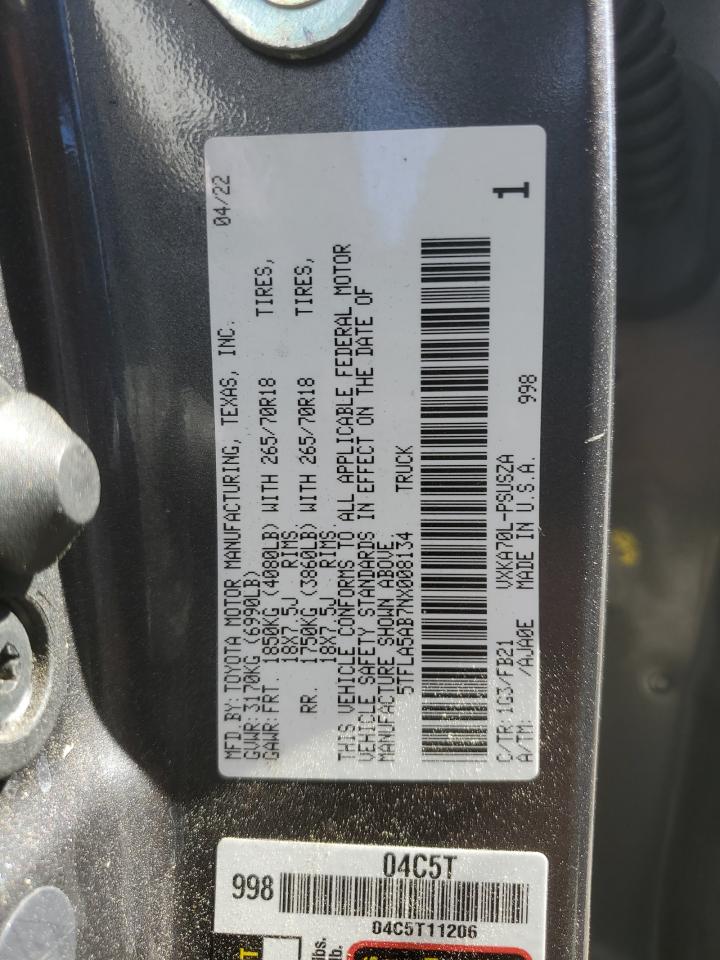 04/22
MFD.BY:TOYOTA MOTOR MANUFACTURING, TEXAS, INC.
GVWR:3170KG (6990LB)
GAWR:FRT. 1850KG (4080LB) WITH 265/70R18 TIRES,
18X7.5J RIMS
RR. 1750KG (3860LB) WITH 265/70R18 TIRES,
18X7.5J RIMS
THIS VEHICLE CONFORMS TO ALL APPLICABLE FEDERAL MOTOR
VEHICLE SAFETY STANDARDS IN EFFECT ON THE DATE OF
MANUFACTURE SHOWN ABOVE.
5TFLA5AB7NX008134 TRUCK
C/TR:1G3/FB21 VXKA70L-PSUSZA 998
A/TM: /AJA0E MADE IN U.S.A.
1
04C5T
998
04C5T11206
lbs.
lb.